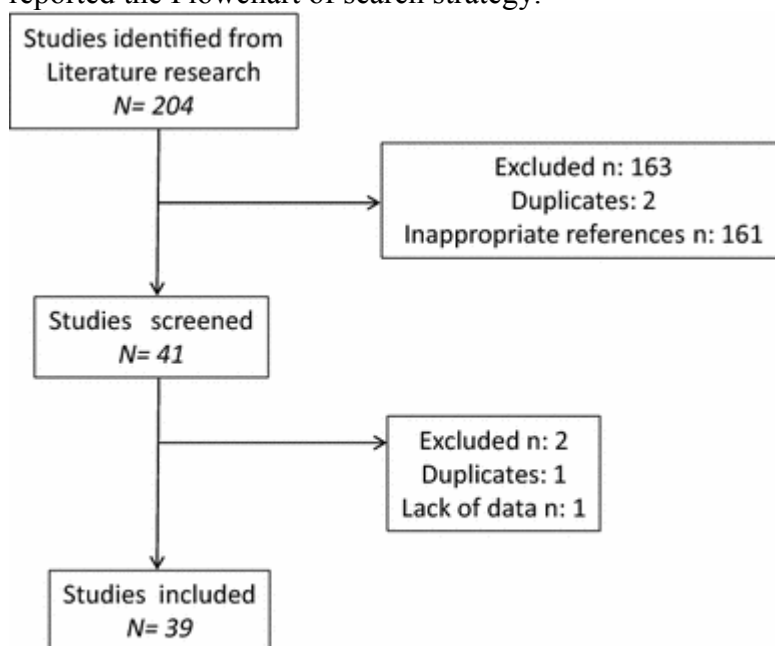 reported the Flowchart of search strategy.
Studies identified from
Literature research
N= 204
Excluded n: 163
Duplicates: 2
Inappropriate references n: 161
Studies screened
N= 41
Excluded n: 2
Duplicates: 1
Lack of data n: 1
Studies included
N= 39